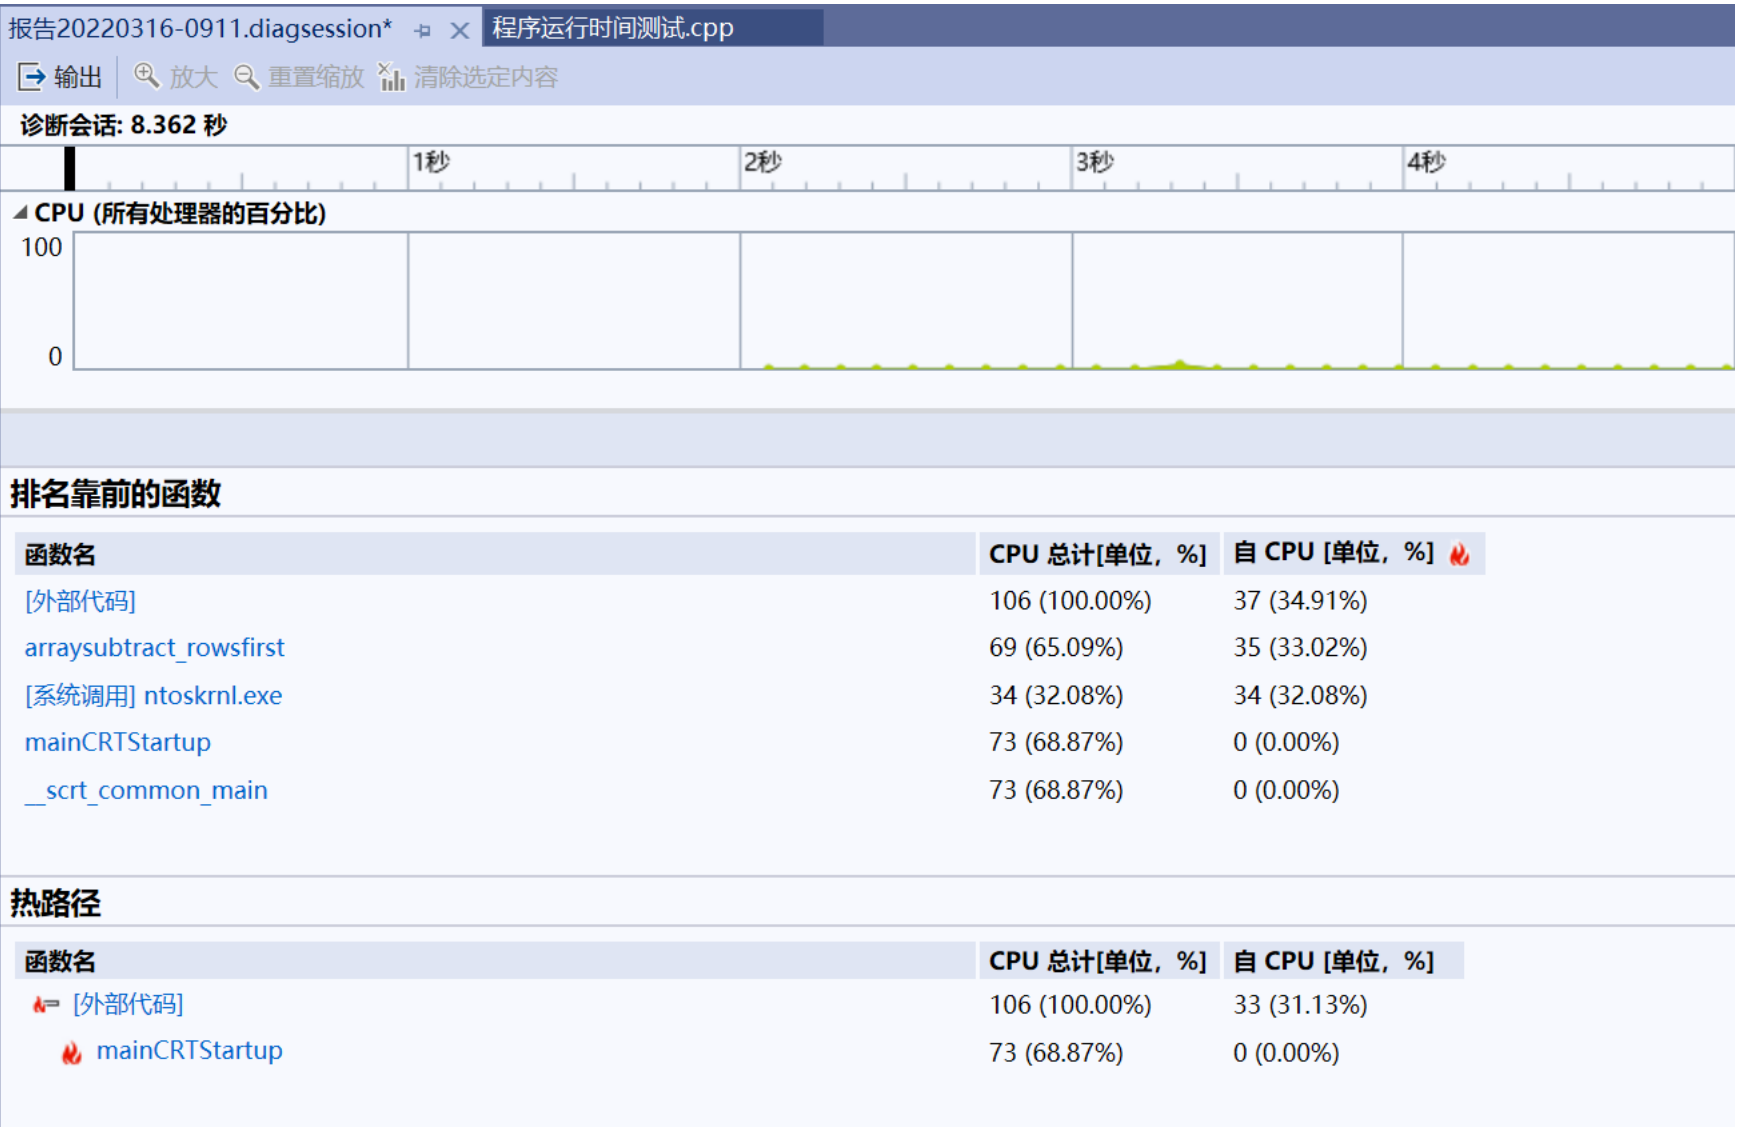 报告20220316-0911.diagsession* 程序运行时间测试.cpp
输出 放大 重置缩放 清除选定内容
诊断会话: 8.362 秒
1秒 2秒 3秒 4秒
CPU (所有处理器的百分比)
100
0
排名靠前的函数
函数名 CPU 总计[单位，%] 自 CPU [单位，%]
[外部代码] 106 (100.00%) 37 (34.91%)
arraysubtract_rowsfirst 69 (65.09%) 35 (33.02%)
[系统调用] ntoskrnl.exe 34 (32.08%) 34 (32.08%)
mainCRTStartup 73 (68.87%) 0 (0.00%)
__scrt_common_main 73 (68.87%) 0 (0.00%)
热路径
函数名 CPU 总计[单位，%] 自 CPU [单位，%]
[外部代码] 106 (100.00%) 33 (31.13%)
mainCRTStartup 73 (68.87%) 0 (0.00%)